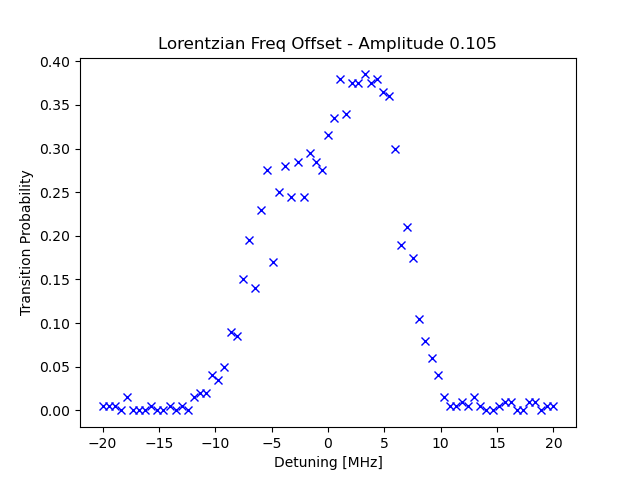 Lorentzian Freq Offset - Amplitude 0.105
Transition Probability
0.40
0.35
0.30
0.25
0.20
0.15
0.10
0.05
0.00
−20 −15 −10 −5 0 5 10 15 20
Detuning [MHz]